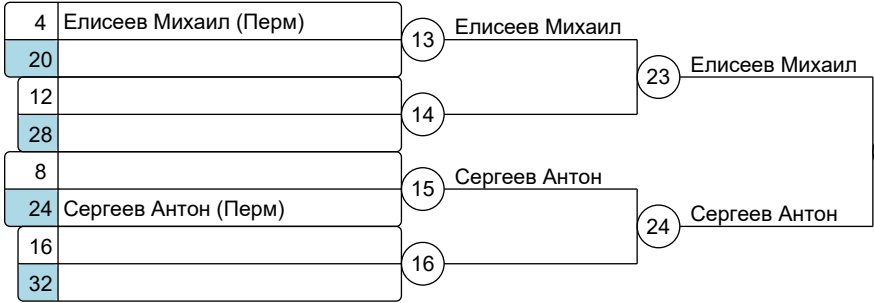 4 Елисеев Михаил (Перм)
20
13 Елисеев Михаил
23 Елисеев Михаил
12
28
14
8
24 Сергеев Антон (Перм)
15 Сергеев Антон
24 Сергеев Антон
16
32
16